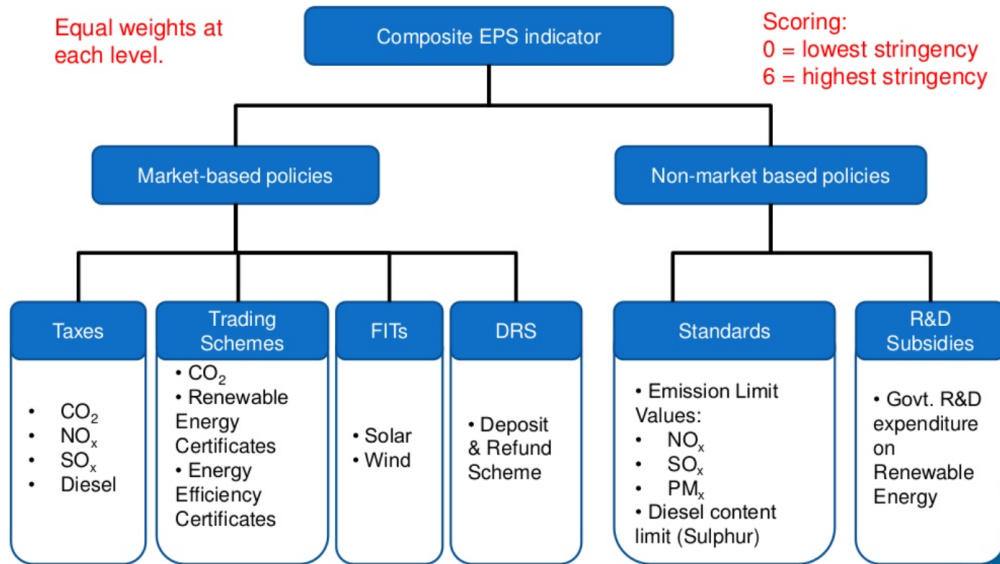 Equal weights at
each level.
Composite EPS indicator
Scoring:
0 = lowest stringency
6 = highest stringency
Market-based policies
Non-market based policies
Taxes
• CO₂
• NOₓ
• SOₓ
• Diesel
Trading
Schemes
• CO₂
• Renewable
Energy
Certificates
• Energy
Efficiency
Certificates
FITs
• Solar
• Wind
DRS
• Deposit
& Refund
Scheme
Standards
• Emission Limit
Values:
• NOₓ
• SOₓ
• PMₓ
• Diesel content
limit (Sulphur)
R&D
Subsidies
• Govt. R&D
expenditure
on
Renewable
Energy